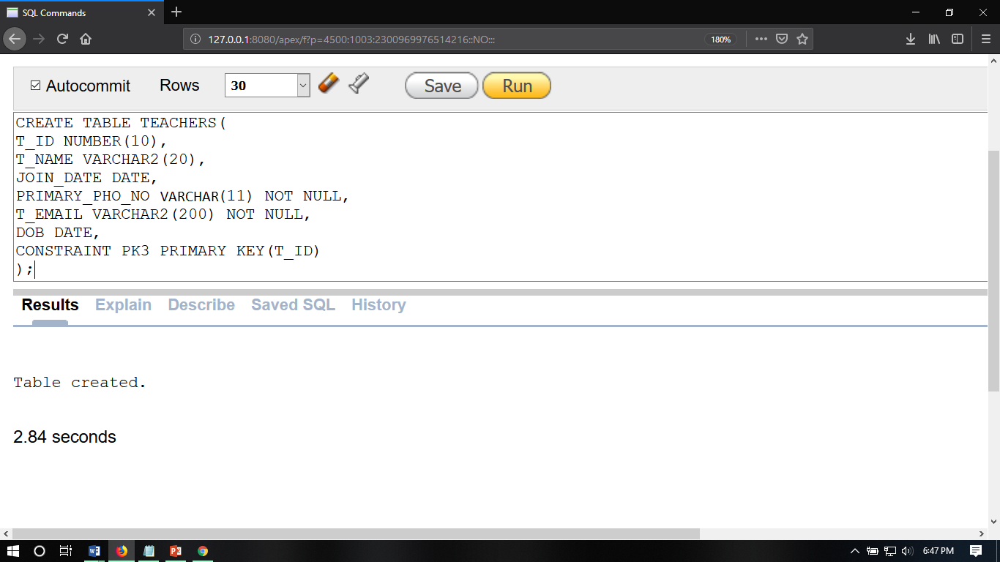 SQL Commands
127.0.0.1:8080/apex/f?p=4500:1003:2300969976514216::NO:::
180%
Autocommit Rows 30 Save Run
CREATE TABLE TEACHERS(
T_ID NUMBER(10),
T_NAME VARCHAR2(20),
JOIN_DATE DATE,
PRIMARY_PHO_NO VARCHAR(11) NOT NULL,
T_EMAIL VARCHAR2(200) NOT NULL,
DOB DATE,
CONSTRAINT PK3 PRIMARY KEY(T_ID)
);
Results Explain Describe Saved SQL History
Table created.
2.84 seconds
6:47 PM